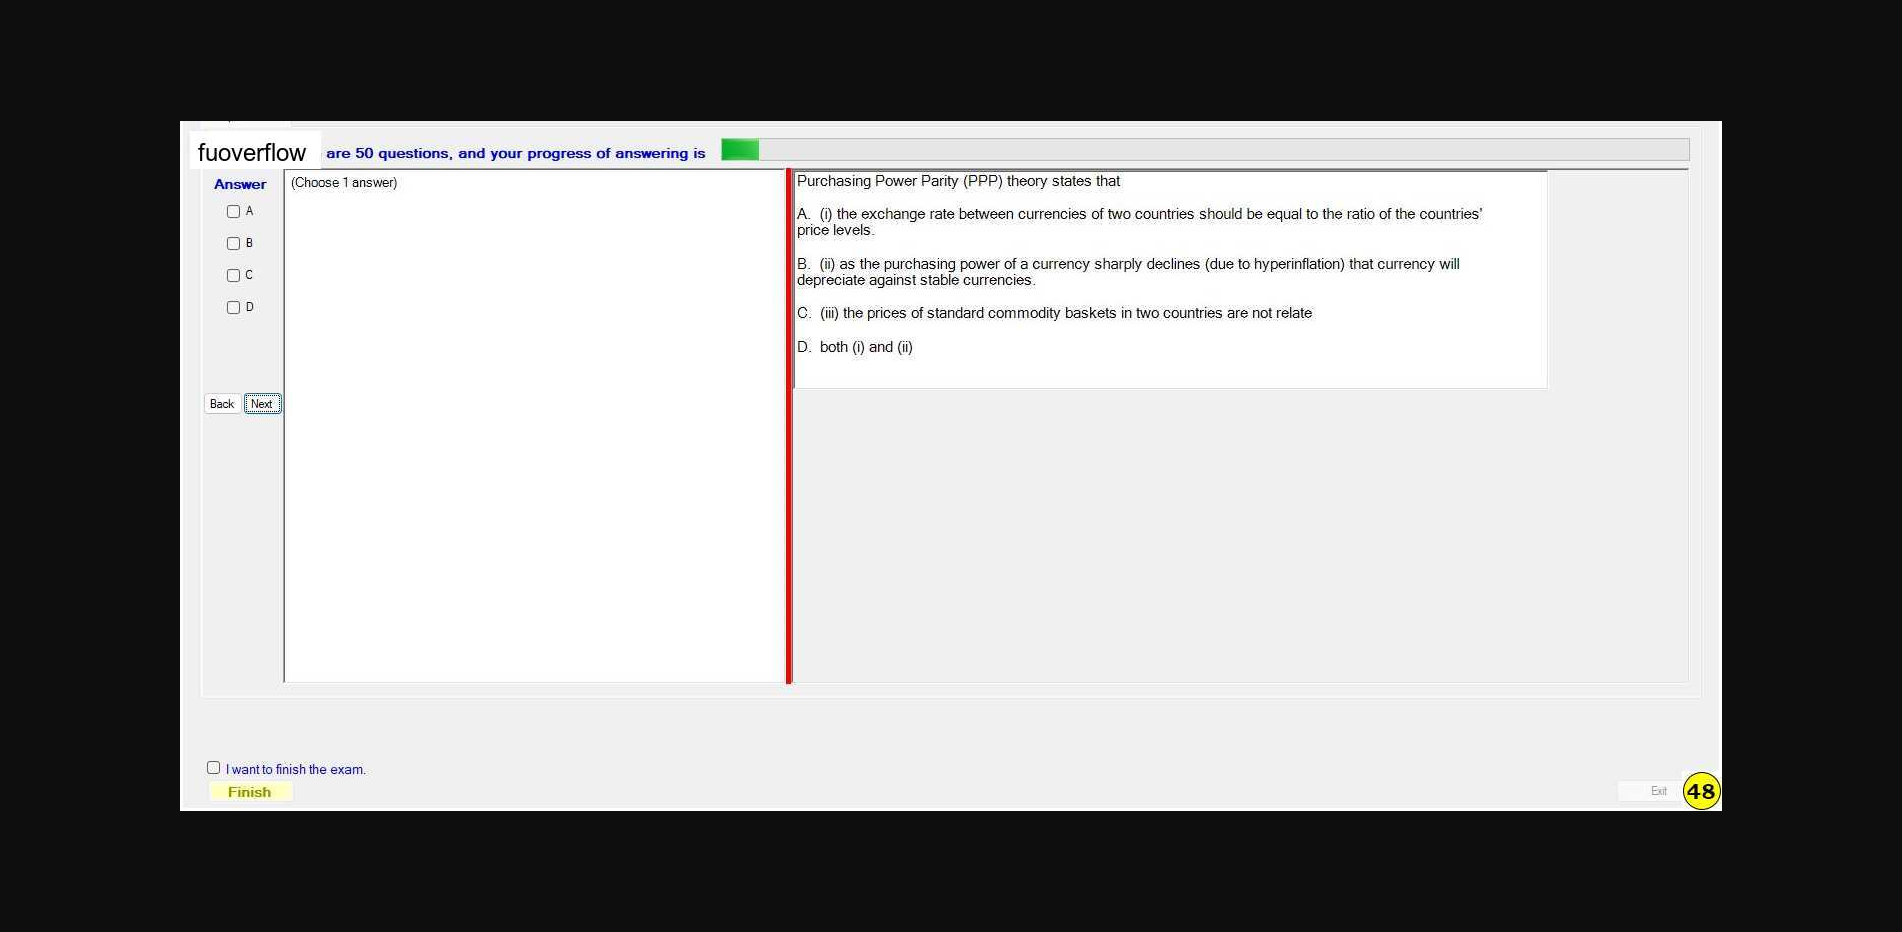 fuoverflow are 50 questions, and your progress of answering is
Answer
(Choose 1 answer)
A
B
C
D
Back Next
Purchasing Power Parity (PPP) theory states that
A. (i) the exchange rate between currencies of two countries should be equal to the ratio of the countries'
price levels.
B. (ii) as the purchasing power of a currency sharply declines (due to hyperinflation) that currency will
depreciate against stable currencies.
C. (iii) the prices of standard commodity baskets in two countries are not relate
D. both (i) and (ii)
I want to finish the exam.
Finish
Exit
48